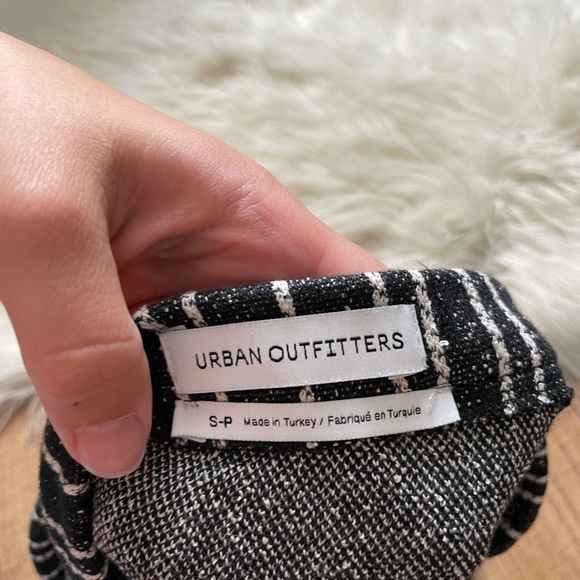 URBAN OUTFITTERS
S-P Made in Turkey / Fabriqué en Turquie